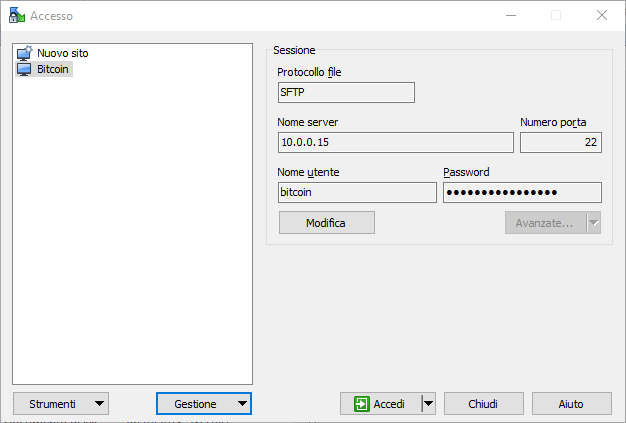 Accesso
Nuovo sito
Bitcoin
Sessione
Protocollo file
SFTP
Nome server
Numero porta
10.0.0.15
22
Nome utente
Password
bitcoin
●●●●●●●●●●●●●●●●
Modifica
Avanzate...
Strumenti
Gestione
Accedi
Chiudi
Aiuto